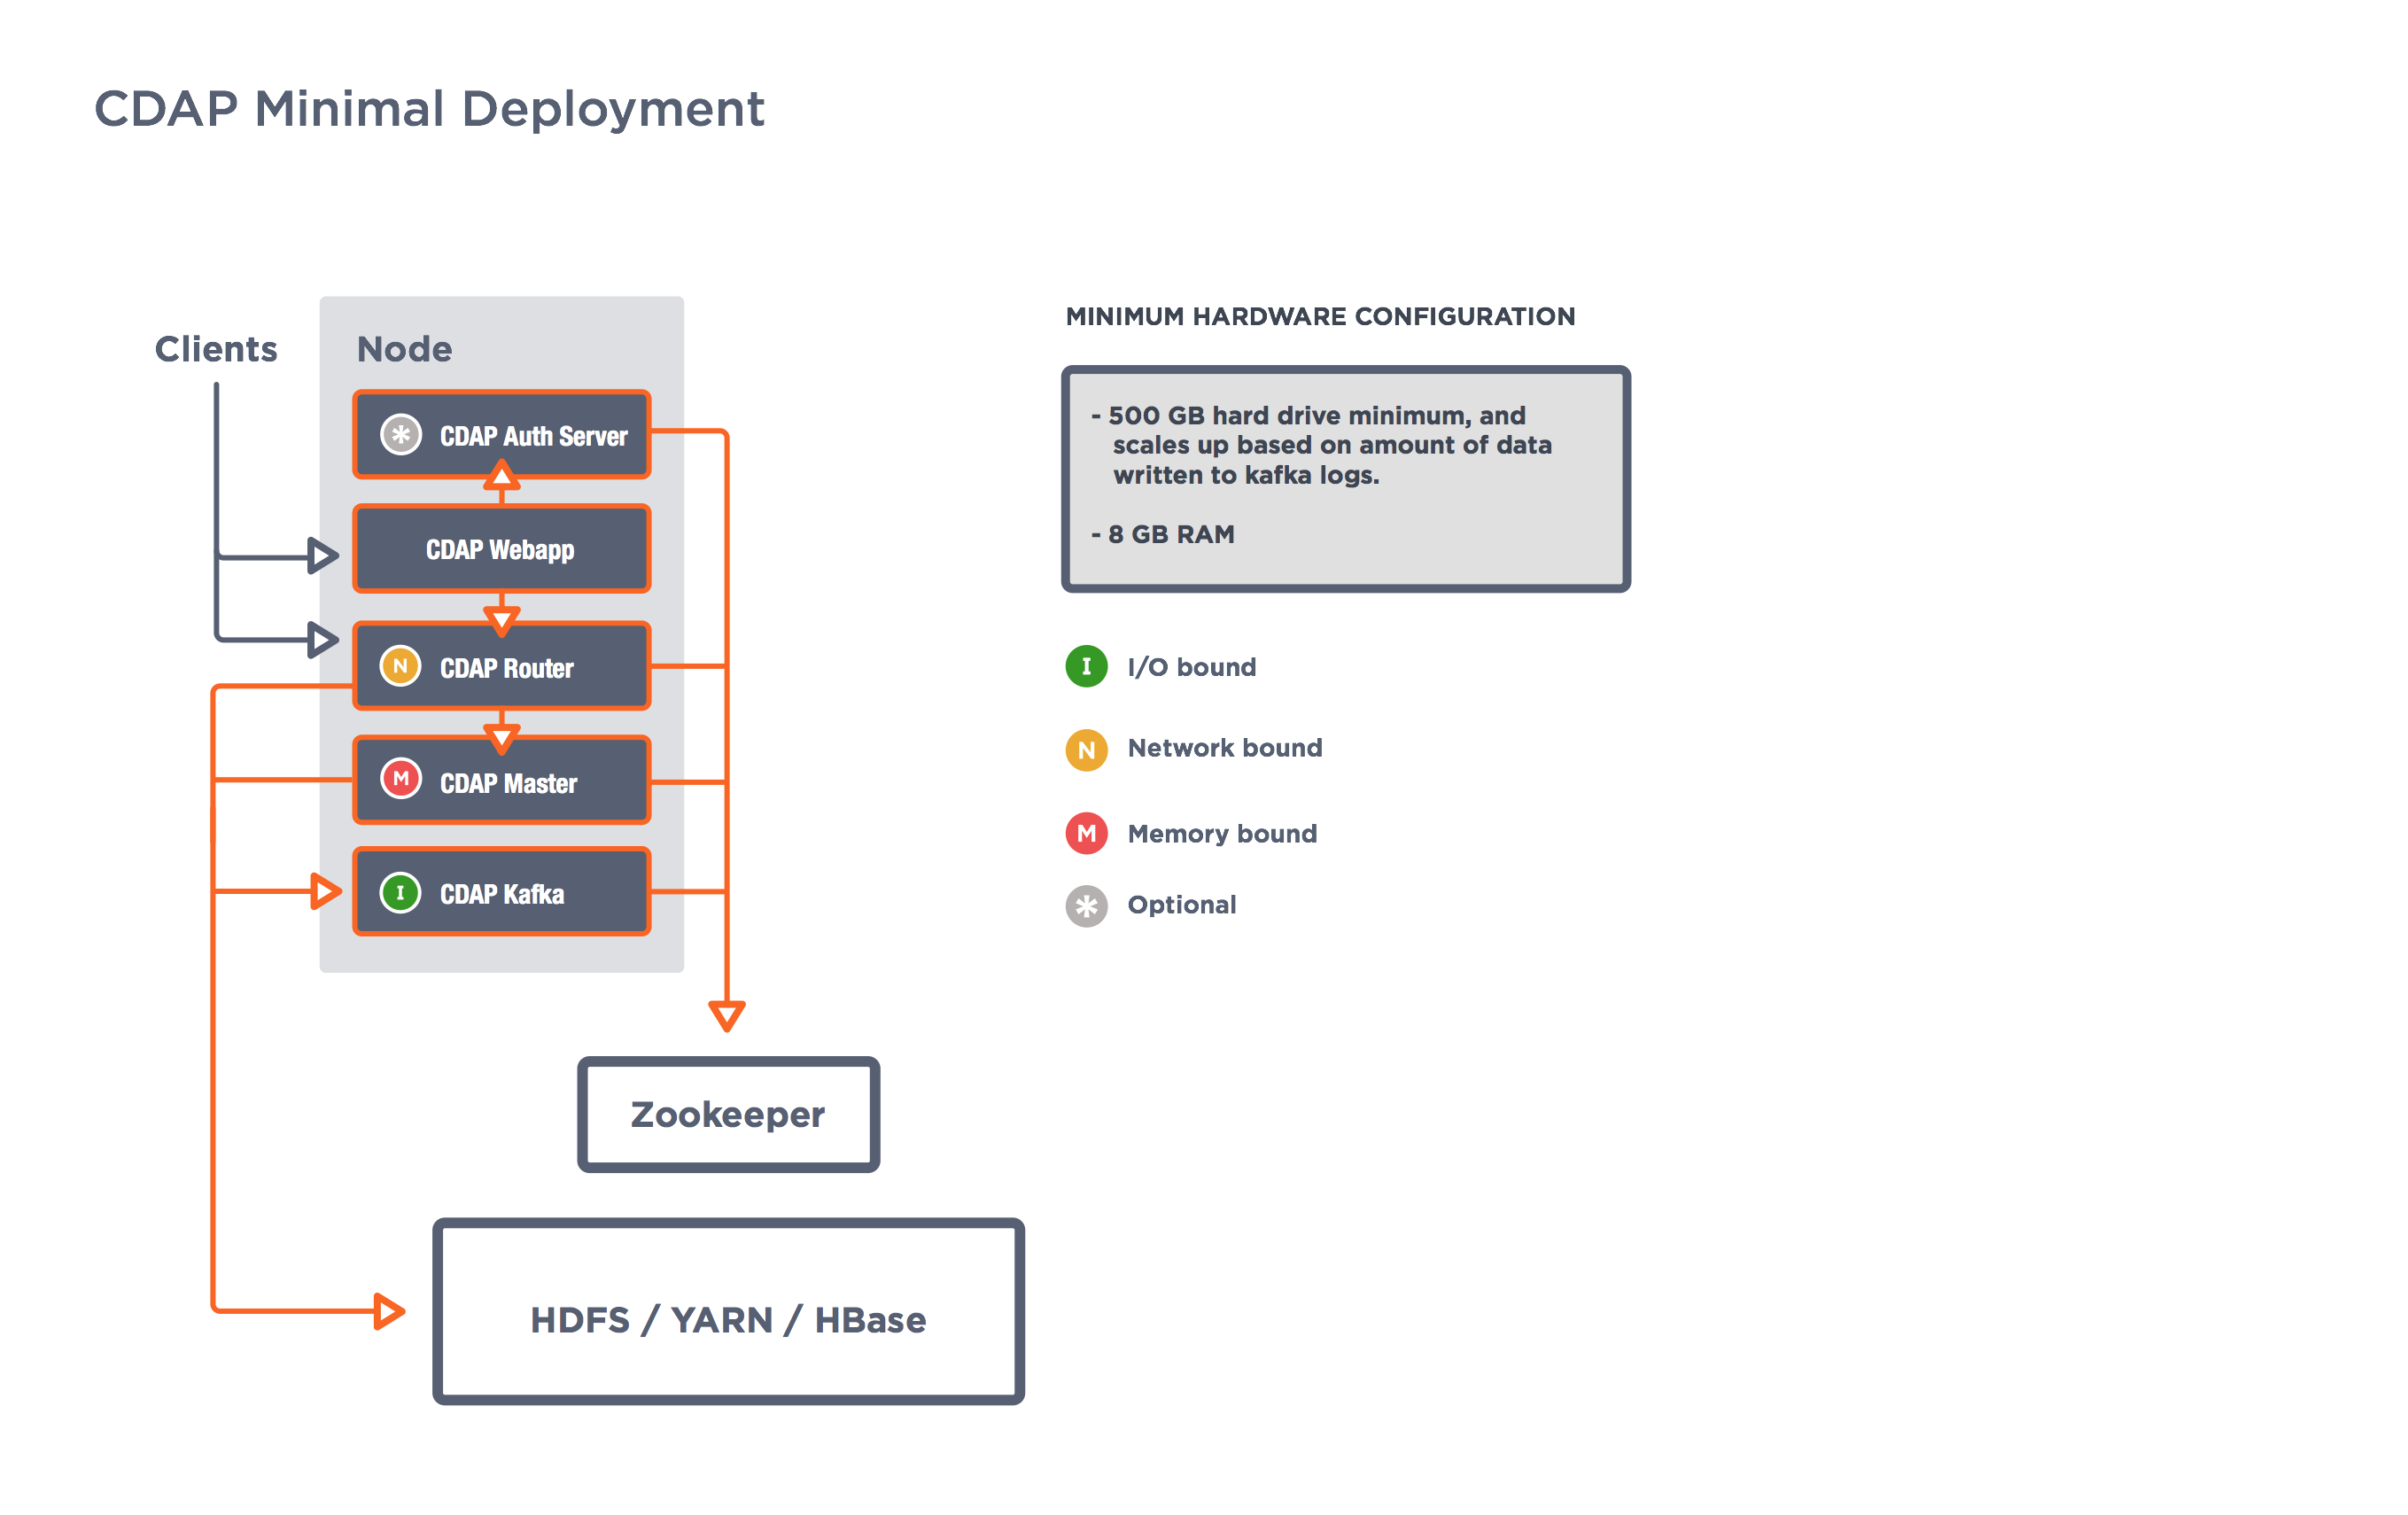 CDAP Minimal Deployment
Clients
Node
* CDAP Auth Server
CDAP Webapp
N CDAP Router
M CDAP Master
I CDAP Kafka
Zookeeper
HDFS / YARN / HBase
MINIMUM HARDWARE CONFIGURATION
- 500 GB hard drive minimum, and
scales up based on amount of data
written to kafka logs.
- 8 GB RAM
I I/O bound
N Network bound
M Memory bound
* Optional